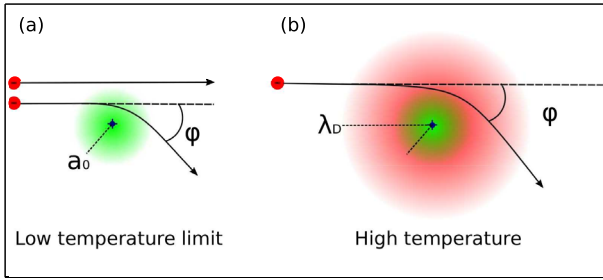 (a)
(b)
φ
a₀
λD
φ
Low temperature limit
High temperature